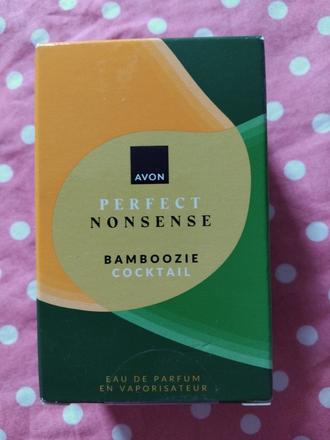 AVON
PERFECT
NONSENSE
BAMBOOZIE
COCKTAIL
EAU DE PARFUM
EN VAPORISATEUR